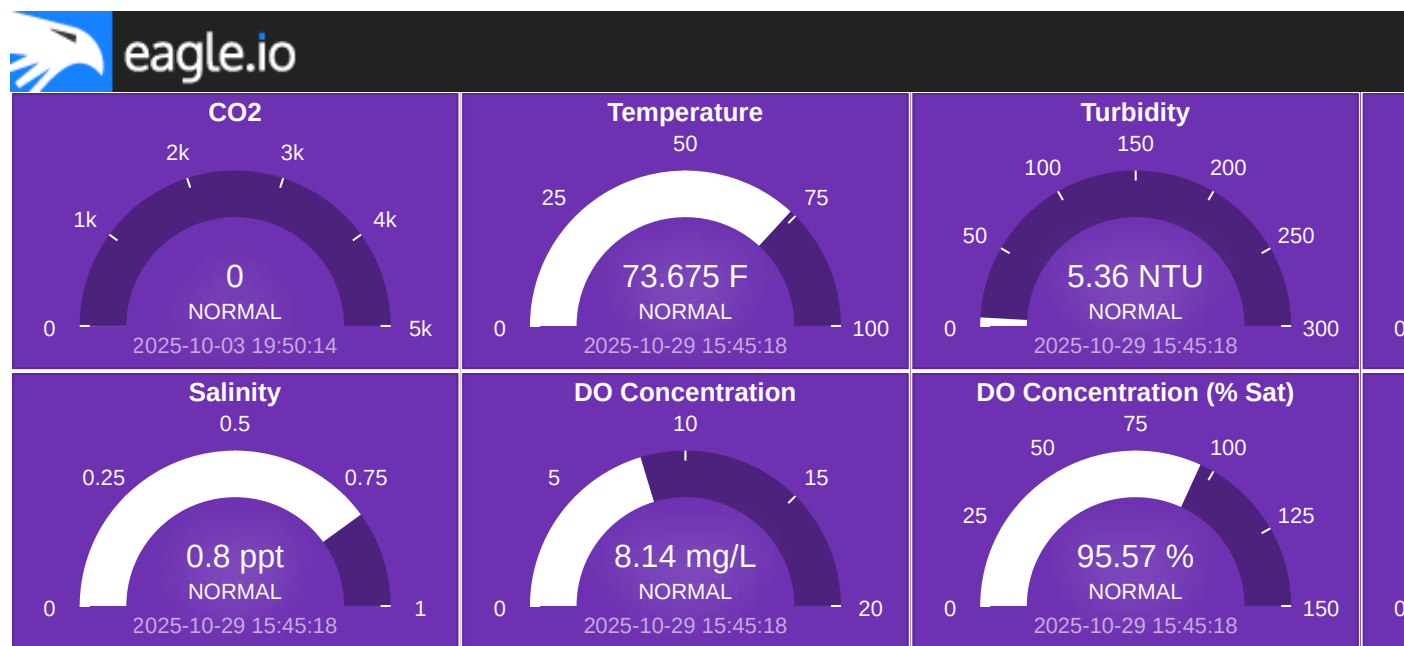 eagle.io
CO2
2k 3k
1k 4k
0
NORMAL
0 5k
2025-10-03 19:50:14
Temperature
50
25 75
73.675 F
NORMAL
0 100
2025-10-29 15:45:18
Turbidity
150
100 200
50 250
5.36 NTU
NORMAL
0 300
2025-10-29 15:45:18
0
Salinity
0.5
0.25 0.75
0.8 ppt
NORMAL
0 1
2025-10-29 15:45:18
DO Concentration
10
5 15
8.14 mg/L
NORMAL
0 20
2025-10-29 15:45:18
DO Concentration (% Sat)
75
50 100
25 125
95.57 %
NORMAL
0 150
2025-10-29 15:45:18
0